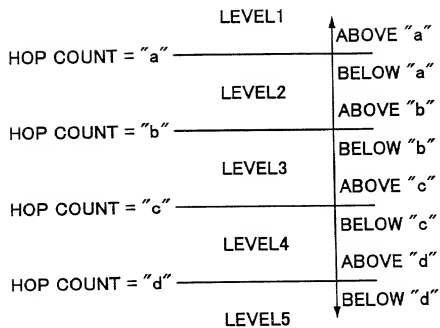 LEVEL1
ABOVE "a"
HOP COUNT = "a"
BELOW "a"
LEVEL2
ABOVE "b"
HOP COUNT = "b"
BELOW "b"
LEVEL3
ABOVE "c"
HOP COUNT = "c"
BELOW "c"
LEVEL4
ABOVE "d"
HOP COUNT = "d"
BELOW "d"
LEVEL5